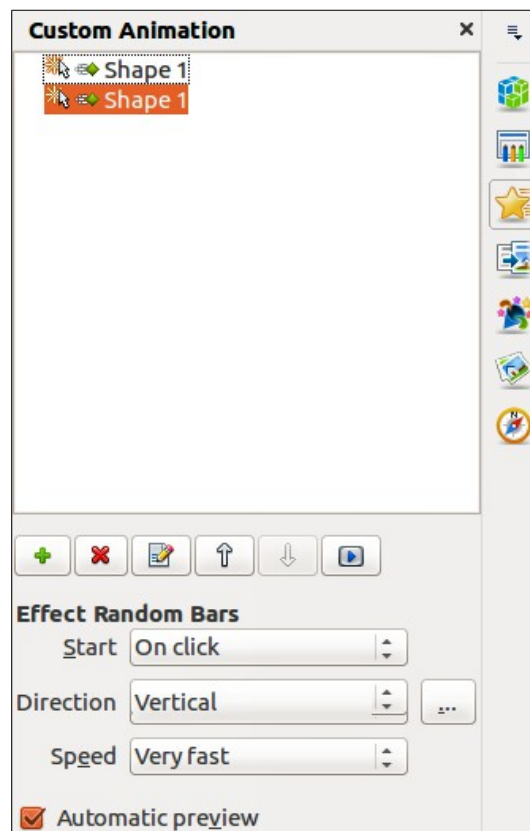 Custom Animation
Shape 1
Shape 1
Effect Random Bars
Start On click
Direction Vertical ...
Speed Very fast
Automatic preview